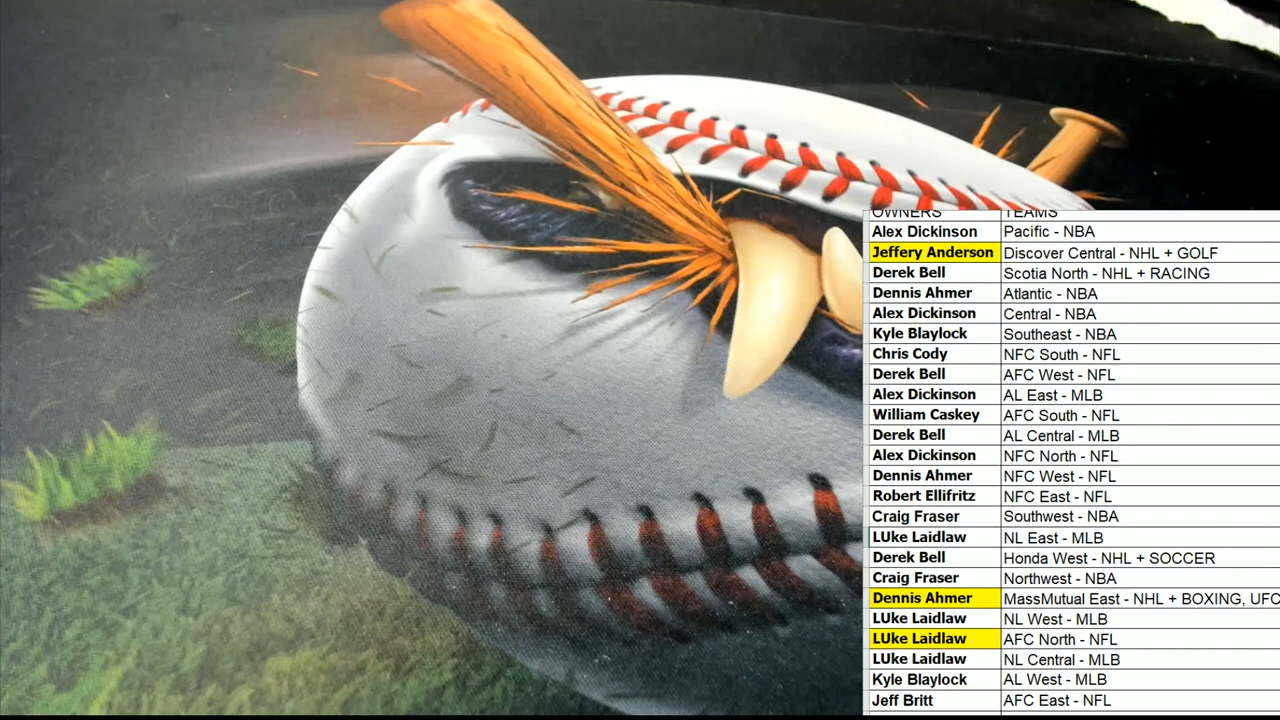 OWNERS TEAMS
Alex Dickinson Pacific - NBA
Jeffery Anderson Discover Central - NHL + GOLF
Derek Bell Scotia North - NHL + RACING
Dennis Ahmer Atlantic - NBA
Alex Dickinson Central - NBA
Kyle Blaylock Southeast - NBA
Chris Cody NFC South - NFL
Derek Bell AFC West - NFL
Alex Dickinson AL East - MLB
William Caskey AFC South - NFL
Derek Bell AL Central - MLB
Alex Dickinson NFC North - NFL
Dennis Ahmer NFC West - NFL
Robert Ellifritz NFC East - NFL
Craig Fraser Southwest - NBA
LUke Laidlaw NL East - MLB
Derek Bell Honda West - NHL + SOCCER
Craig Fraser Northwest - NBA
Dennis Ahmer MassMutual East - NHL + BOXING, UFC
LUke Laidlaw NL West - MLB
LUke Laidlaw AFC North - NFL
LUke Laidlaw NL Central - MLB
Kyle Blaylock AL West - MLB
Jeff Britt AFC East - NFL